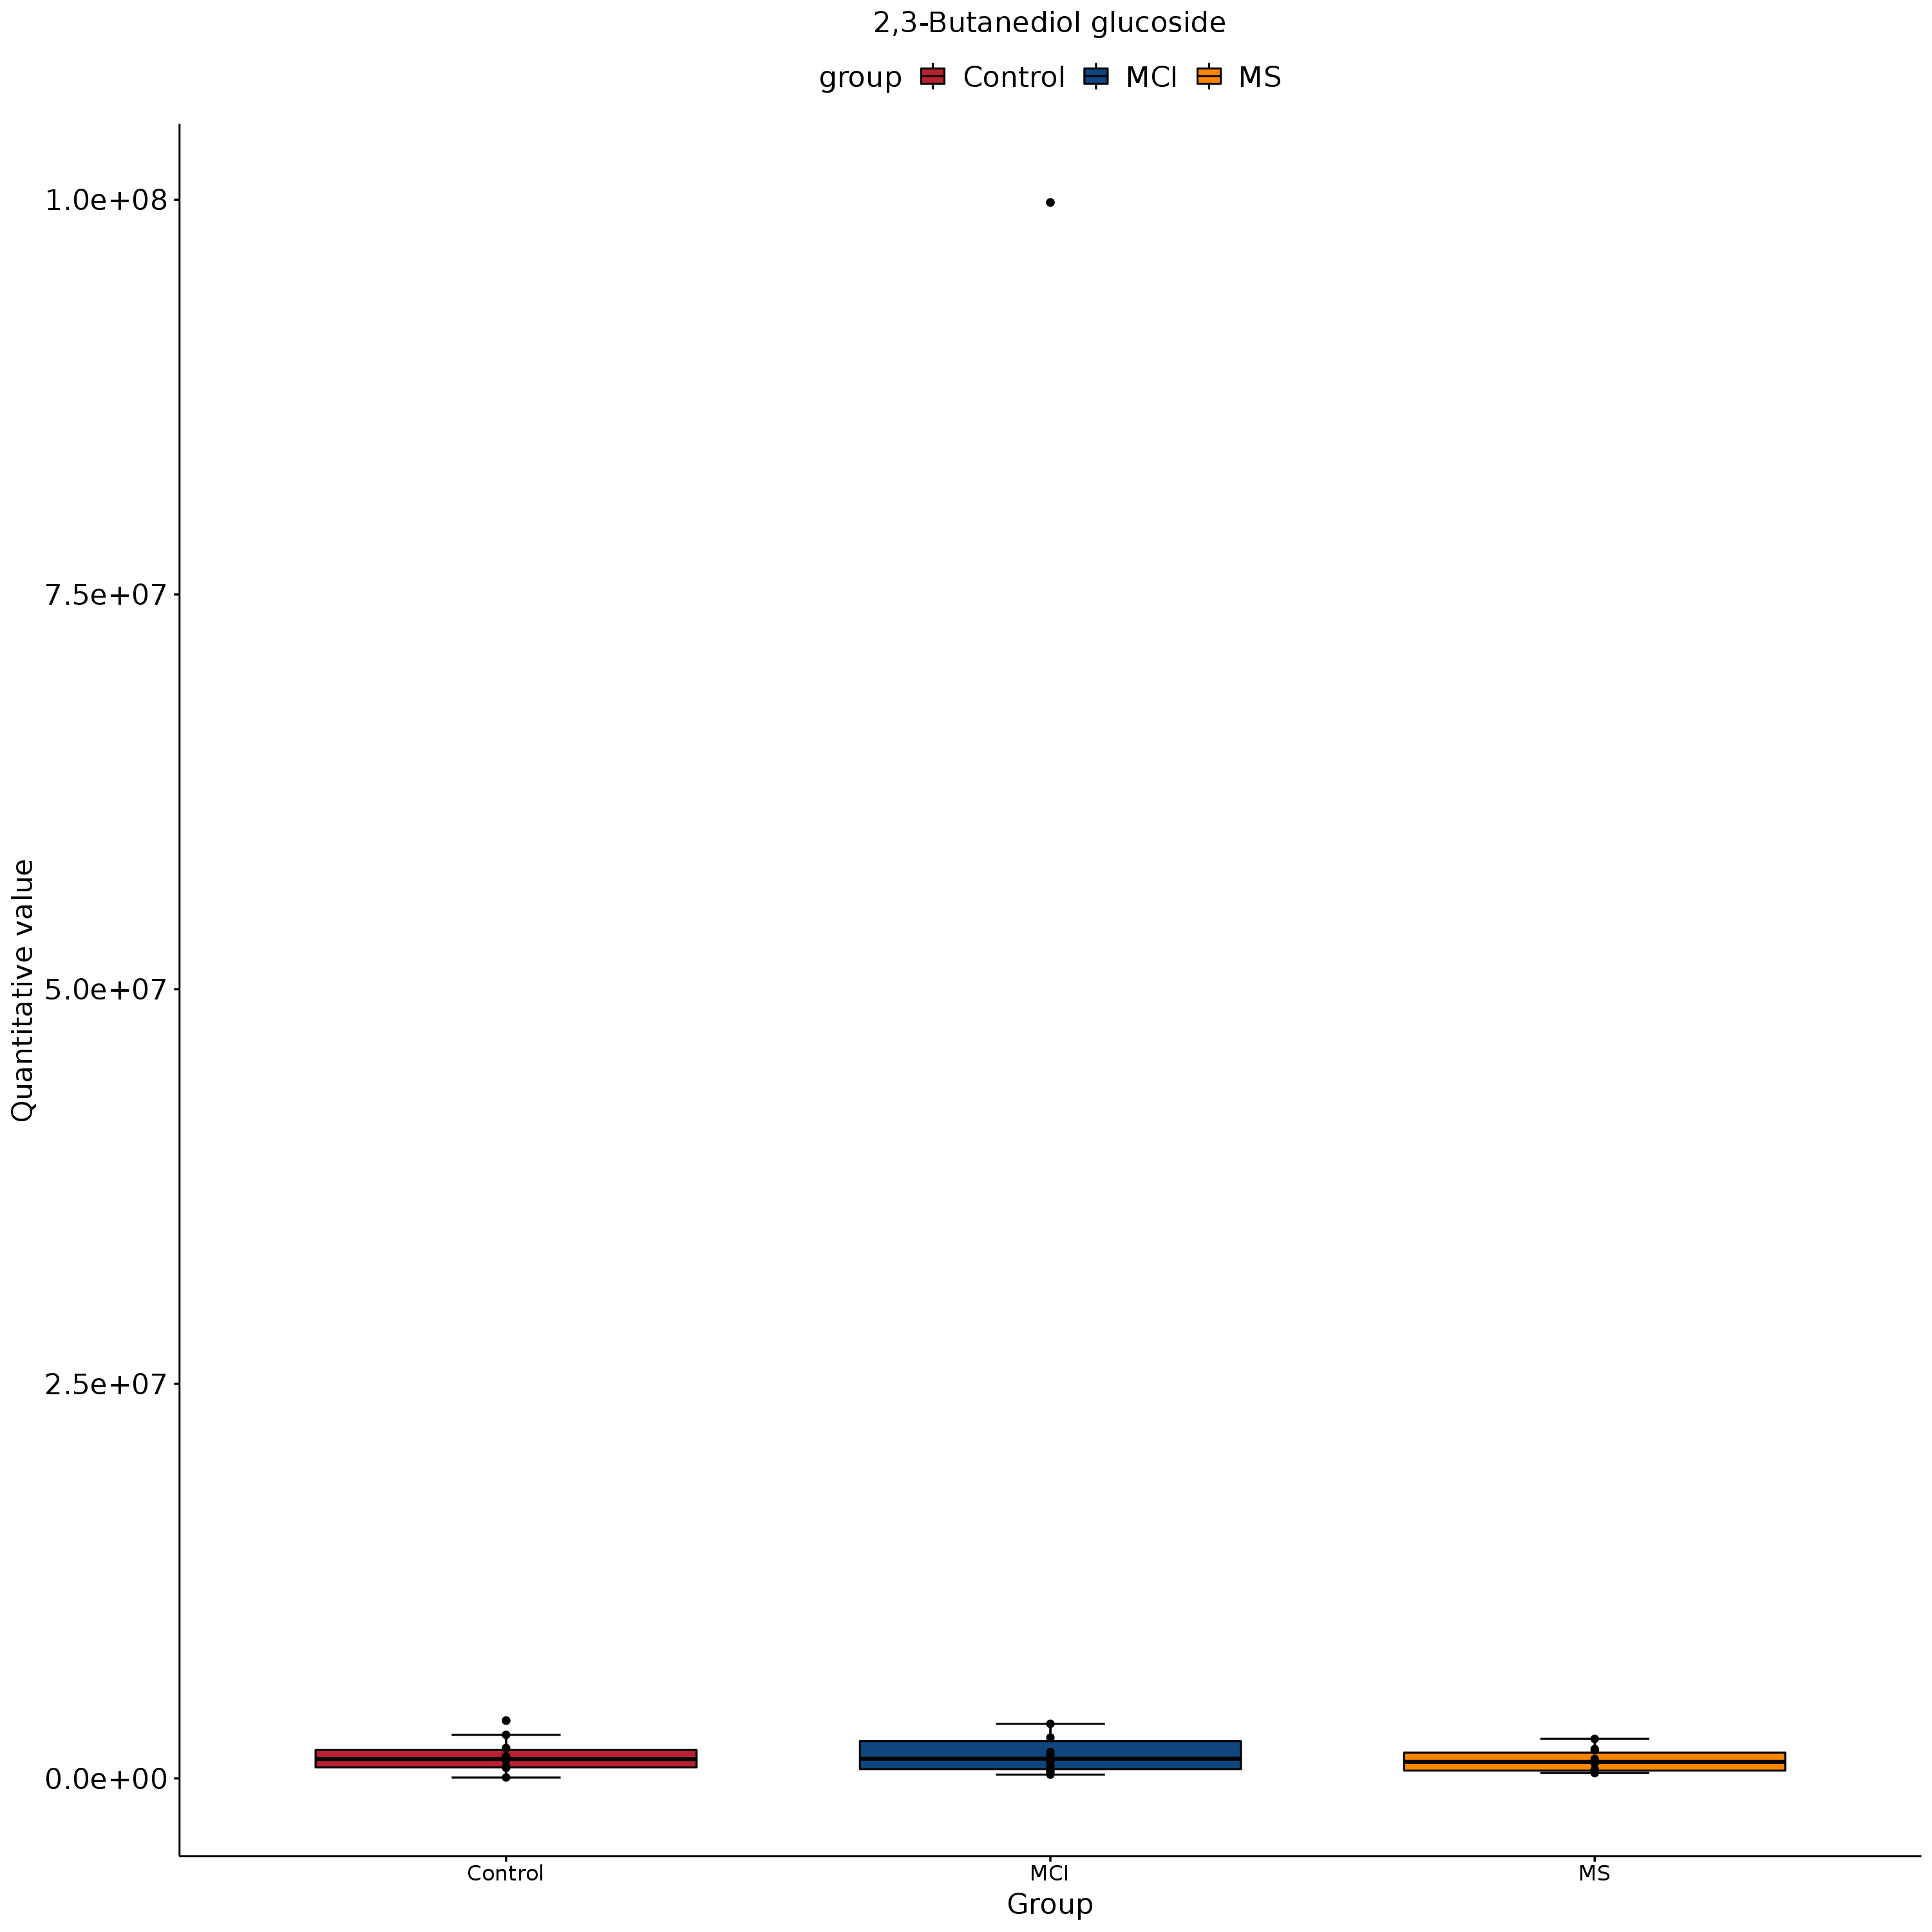 2,3-Butanediol glucoside
group Control MCI MS
1.0e+08
7.5e+07
5.0e+07
2.5e+07
0.0e+00
Quantitative value
Control MCI MS
Group